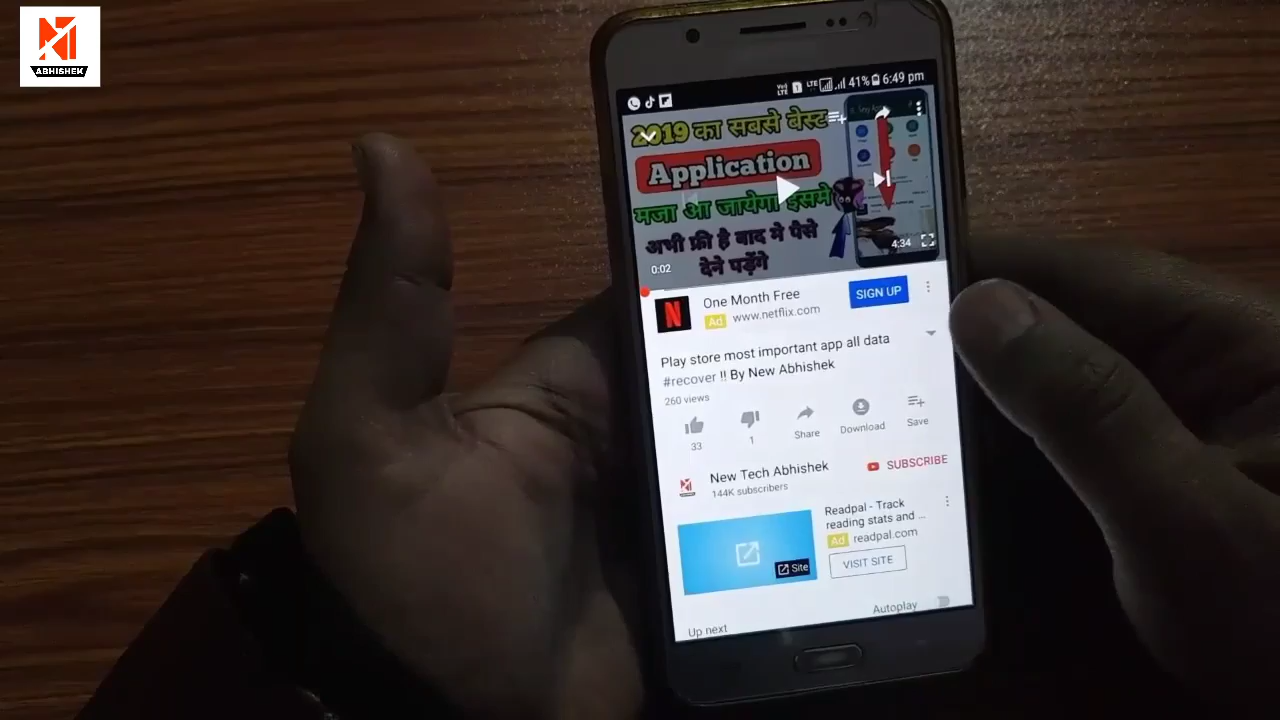 ABHISHEK
LTE 1 LTE 41% 6:49 pm
2019 का सबसे बेस्ट
Application
मजा आ जायेगा इसमे
अभी फ्री है बाद मे पैसे
देने पड़ेंगे
0:02
4:34
One Month Free
SIGN UP
Ad www.netflix.com
Play store most important app all data
#recover !! By New Abhishek
260 views
33
1
Share
Download
Save
New Tech Abhishek
144K subscribers
SUBSCRIBE
Readpal - Track
reading stats and ...
Ad readpal.com
Site
VISIT SITE
Autoplay
Up next